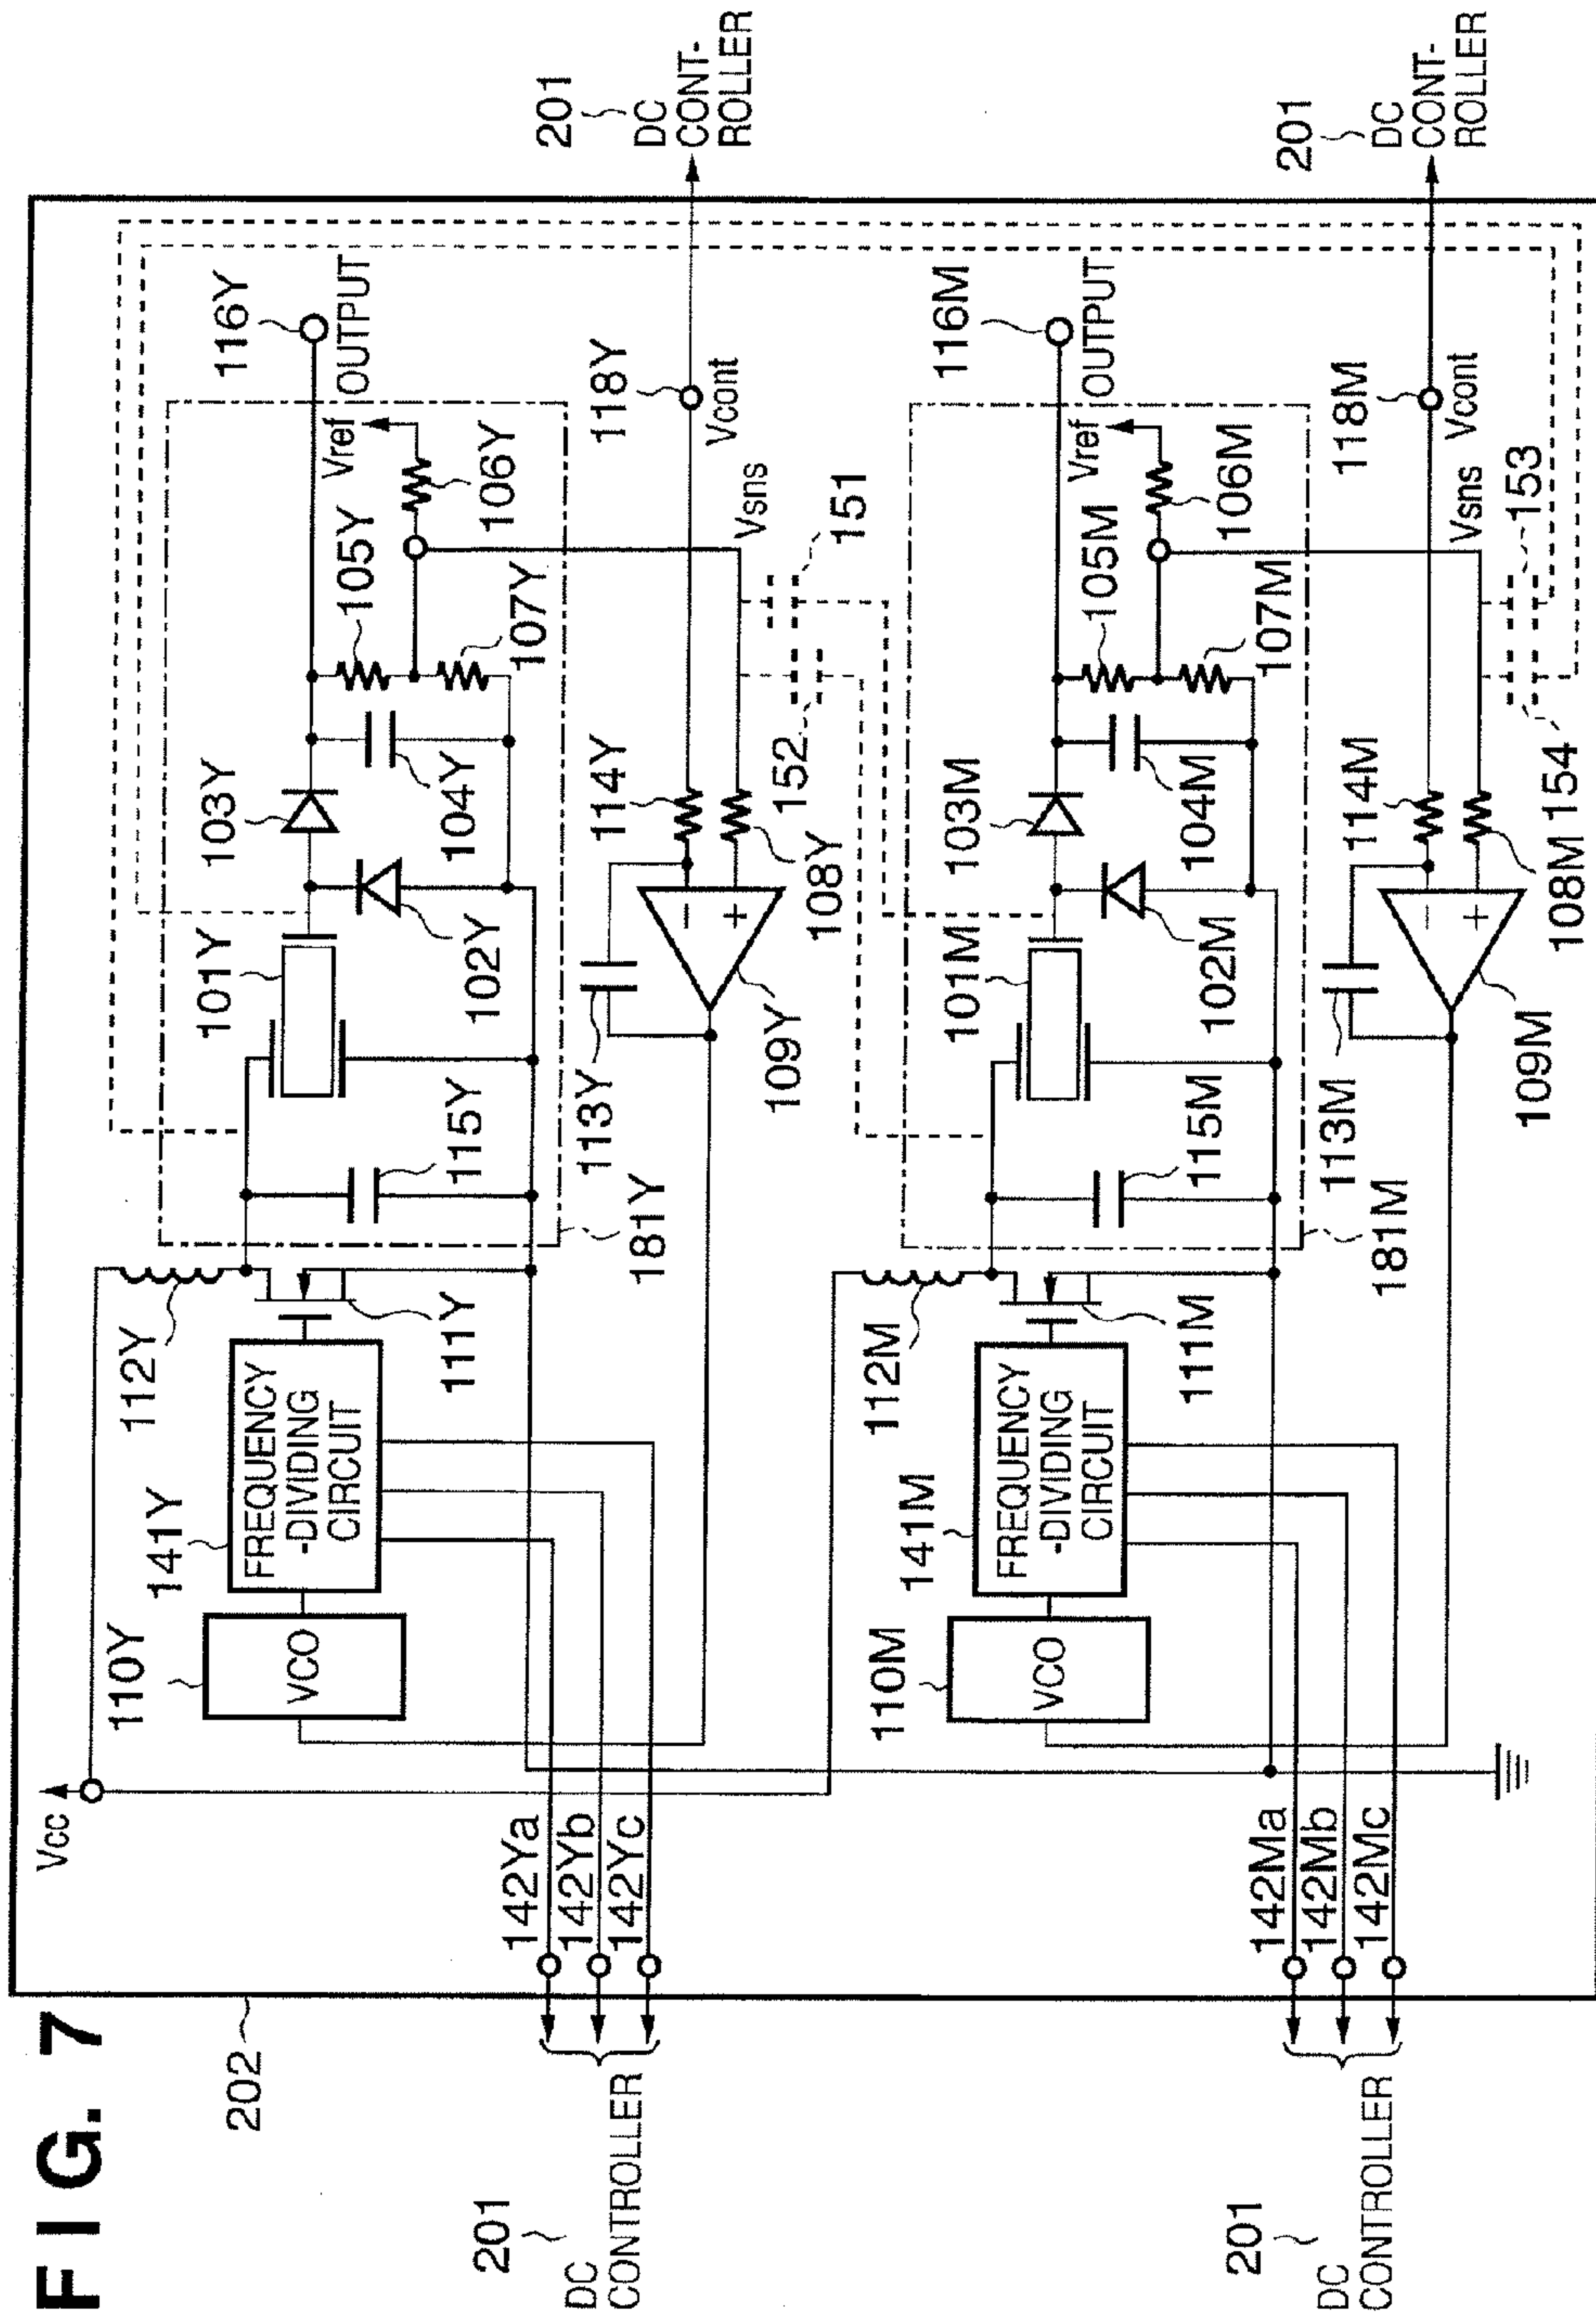 FIG. 7
202
Vcc
110Y
VCO
141Y
FREQUENCY
-DIVIDING
CIRCUIT
112Y
111Y
115Y
181Y
101Y
102Y
103Y
104Y
105Y
107Y
106Y
Vref
116Y
OUTPUT
113Y
109Y
-
+
114Y
108Y
118Y
Vcont
Vsns
201
DC
CONT-
ROLLER
142Ya
142Yb
142Yc
201
DC
CONTROLLER
152
151
110M
VCO
141M
FREQUENCY
-DIVIDING
CIRCUIT
112M
111M
115M
181M
101M
102M
103M
104M
105M
107M
106M
Vref
116M
OUTPUT
113M
109M
-
+
114M
108M
118M
Vcont
Vsns
154
153
201
DC
CONT-
ROLLER
142Ma
142Mb
142Mc
201
DC
CONTROLLER